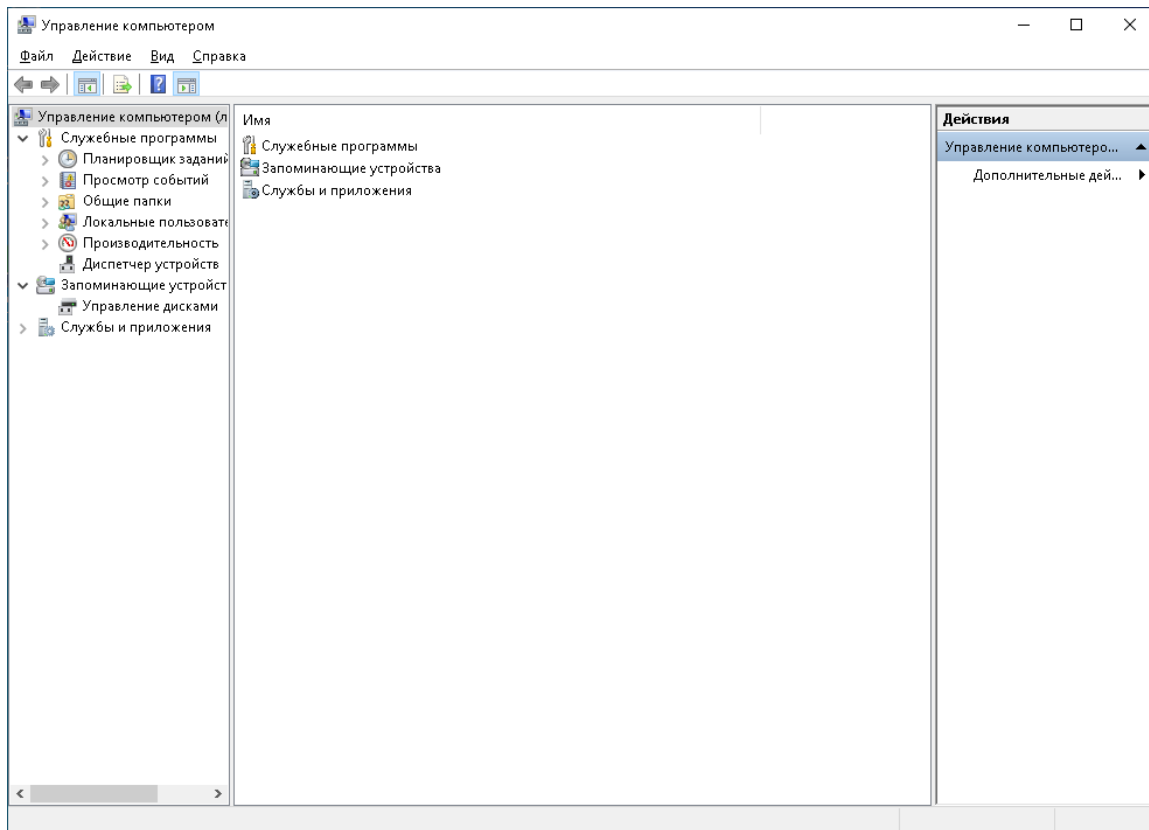 Управление компьютером
Файл Действие Вид Справка
Управление компьютером (л
Служебные программы
Планировщик заданий
Просмотр событий
Общие папки
Локальные пользовате
Производительность
Диспетчер устройств
Запоминающие устройст
Управление дисками
Службы и приложения
Имя
Служебные программы
Запоминающие устройства
Службы и приложения
Действия
Управление компьютеро...
Дополнительные дей...